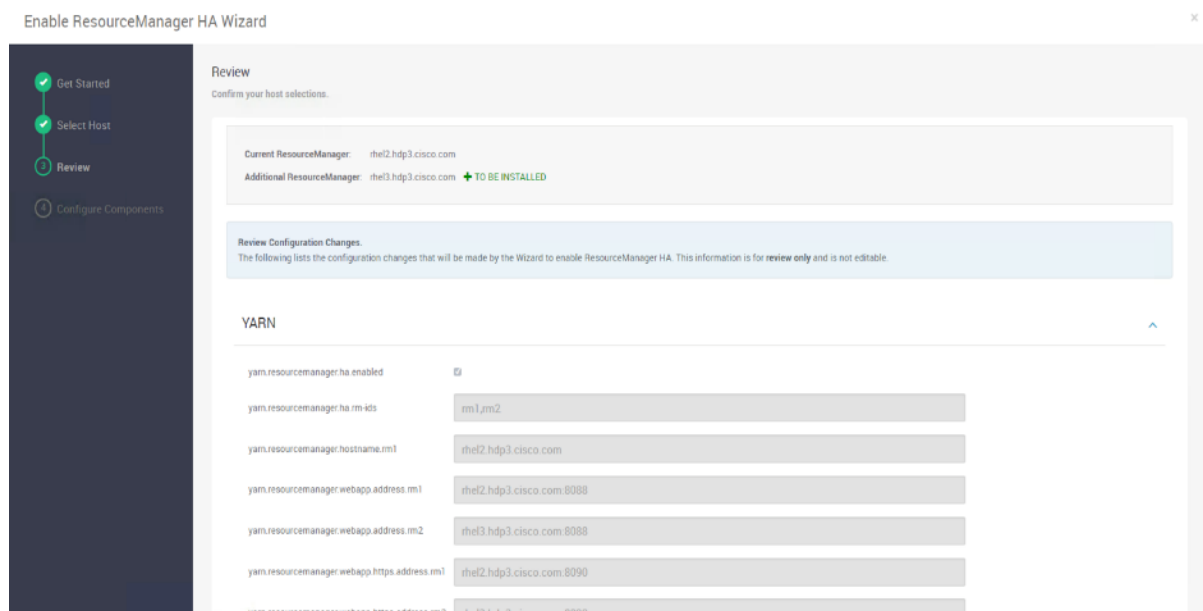 Enable ResourceManager HA Wizard
×
Get Started
Select Host
3 Review
4 Configure Components
Review
Confirm your host selections.
Current ResourceManager: rhel2.hdp3.cisco.com
Additional ResourceManager: rhel3.hdp3.cisco.com + TO BE INSTALLED
Review Configuration Changes.
The following lists the configuration changes that will be made by the Wizard to enable ResourceManager HA. This information is for review only and is not editable.
YARN
yarn.resourcemanager.ha.enabled
yarn.resourcemanager.ha.rm-ids rm1,rm2
yarn.resourcemanager.hostname.rm1 rhel2.hdp3.cisco.com
yarn.resourcemanager.webapp.address.rm1 rhel2.hdp3.cisco.com:8088
yarn.resourcemanager.webapp.address.rm2 rhel3.hdp3.cisco.com:8088
yarn.resourcemanager.webapp.https.address.rm1 rhel2.hdp3.cisco.com:8090